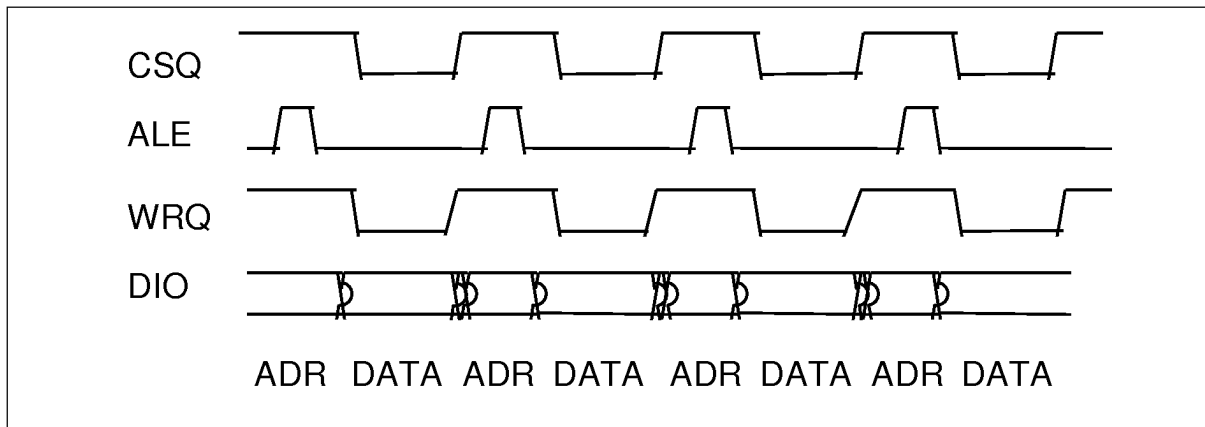 CSQ
ALE
WRQ
DIO
ADR DATA ADR DATA ADR DATA ADR DATA